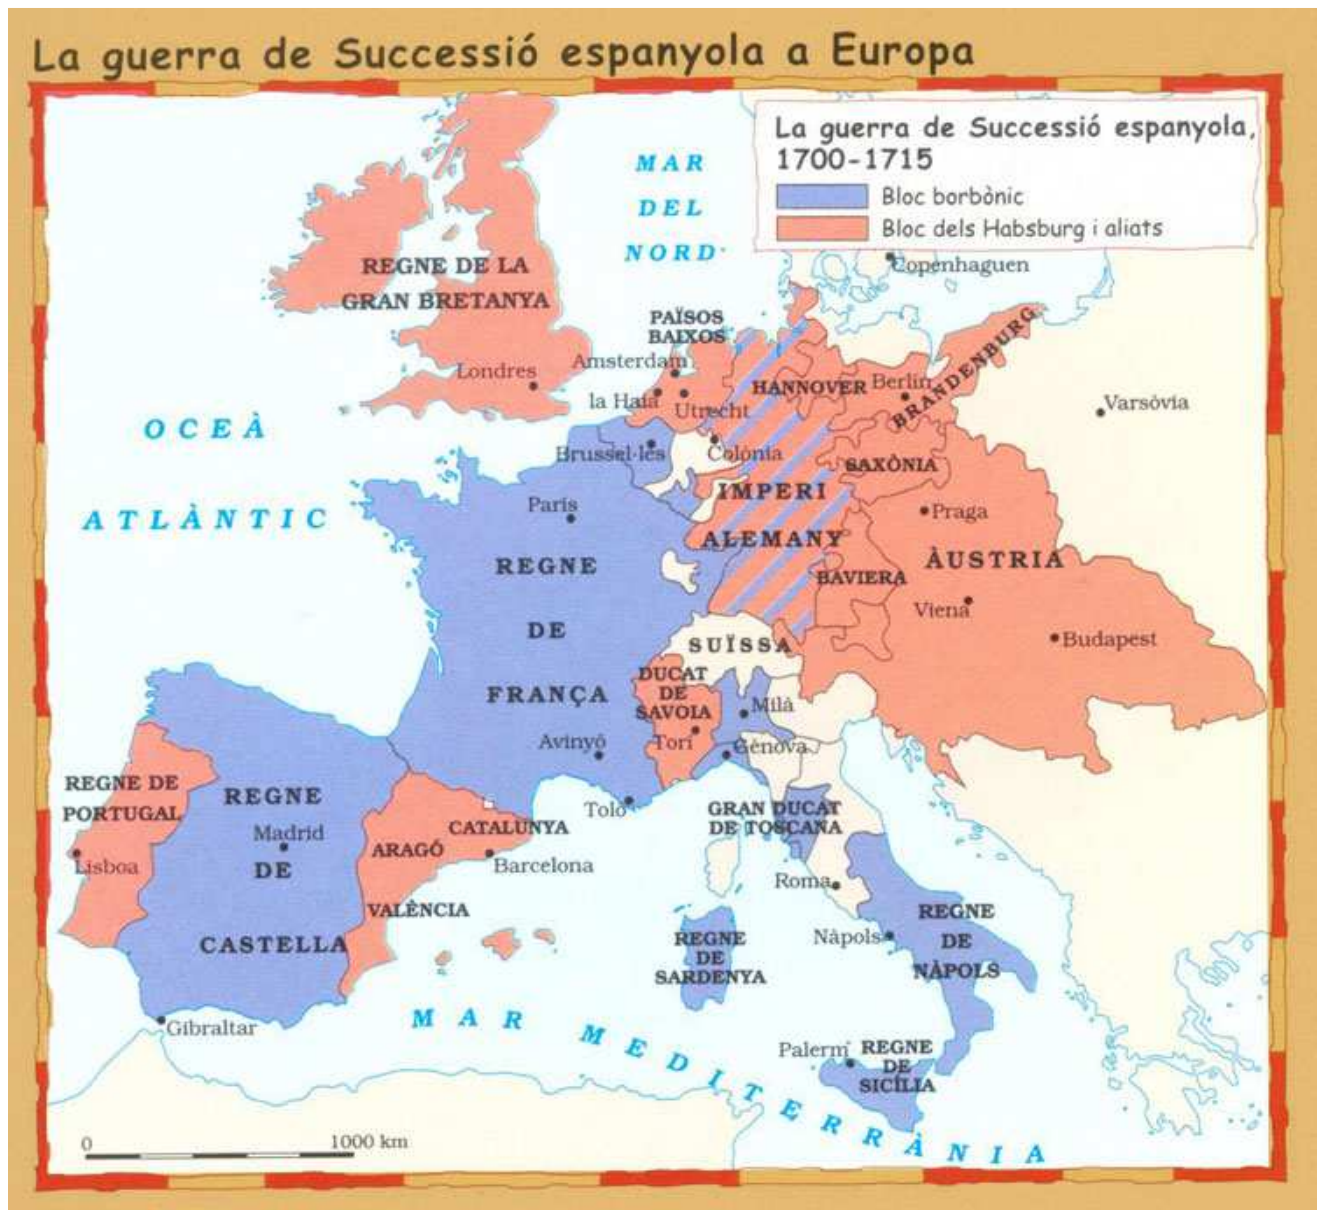 La guerra de Successió espanyola a Europa
La guerra de Successió espanyola,
1700-1715
Bloc borbònic
Bloc dels Habsburg i aliats
MAR
DEL
NORD
Copenhaguen
REGNE DE LA
GRAN BRETANYA
Londres
PAÏSOS
BAIXOS
Amsterdam
la Haia
Utrecht
HANNOVER
Berlín
BRANDENBURG
Varsòvia
OCEÀ
ATLÀNTIC
Brussel·les
Colònia
SAXÒNIA
IMPERI
ALEMANY
París
Praga
REGNE
DE
FRANÇA
BAVIERA
ÀUSTRIA
Viena
Budapest
SUÏSSA
DUCAT
DE
SAVOIA
Milà
Torí
Gènova
Avinyó
Toló
REGNE DE
PORTUGAL
Lisboa
REGNE
Madrid
DE
CASTELLA
CATALUNYA
ARAGÓ
Barcelona
VALÈNCIA
GRAN DUCAT
DE TOSCANA
Roma
REGNE
DE
SARDENYA
Nàpols
REGNE
DE
NÀPOLS
Gibraltar
MAR MEDITERRÀNIA
Palerm
REGNE
DE
SICÍLIA
0 1000 km